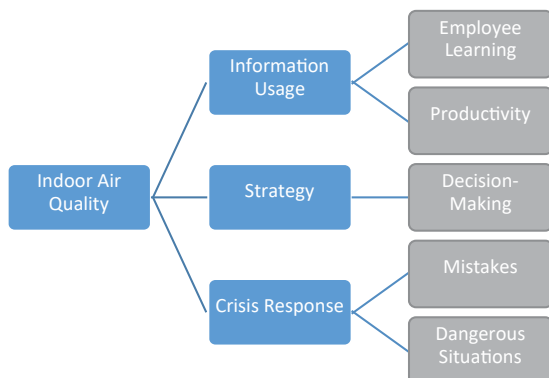 Employee
Learning
Information
Usage
Productivity
Indoor Air
Quality
Strategy
Decision-
Making
Mistakes
Crisis Response
Dangerous
Situations